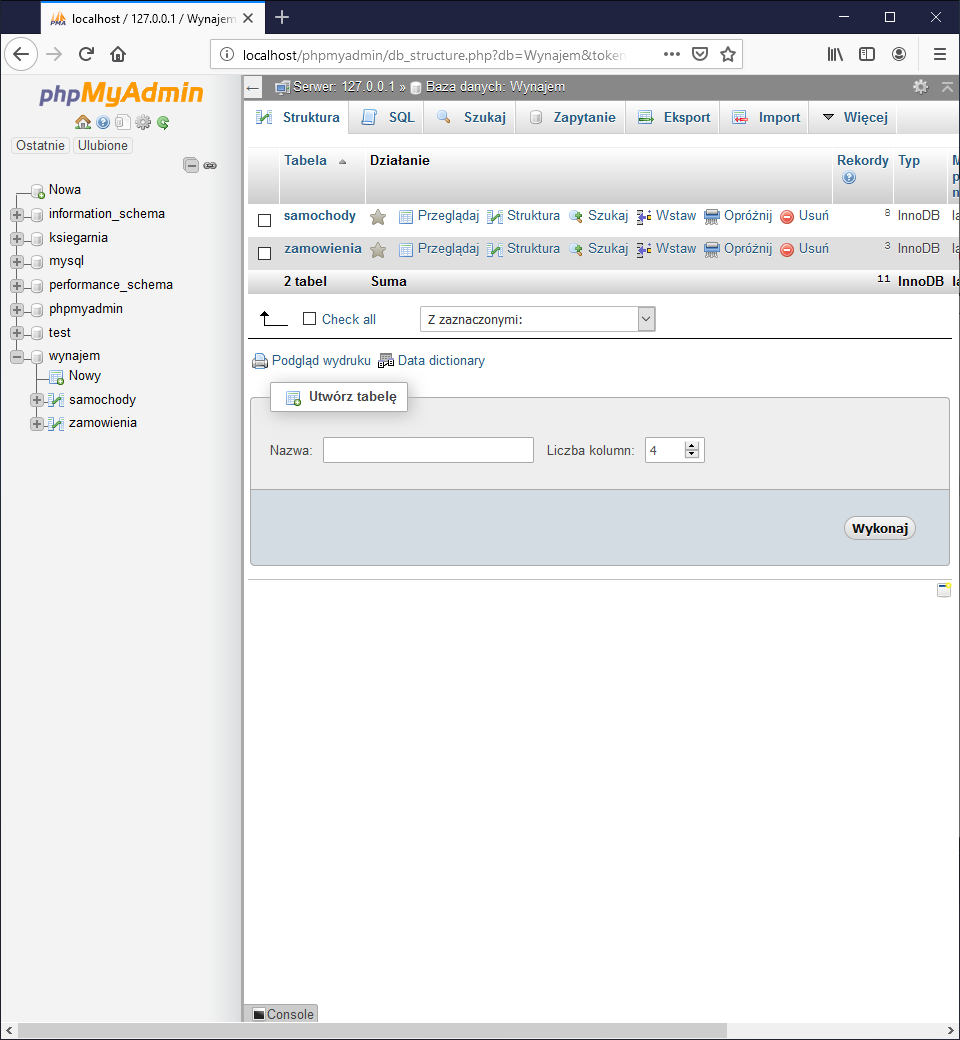 localhost / 127.0.0.1 / Wynajem
localhost/phpmyadmin/db_structure.php?db=Wynajem&token
phpMyAdmin
Ostatnie Ulubione
Nowa
information_schema
ksiegarnia
mysql
performance_schema
phpmyadmin
test
wynajem
Nowy
samochody
zamowienia
Serwer: 127.0.0.1 » Baza danych: Wynajem
Struktura SQL Szukaj Zapytanie Eksport Import Więcej
Tabela Działanie Rekordy Typ
samochody Przeglądaj Struktura Szukaj Wstaw Opróżnij Usuń 8 InnoDB
zamowienia Przeglądaj Struktura Szukaj Wstaw Opróżnij Usuń 3 InnoDB
2 tabel Suma 11 InnoDB
Check all Z zaznaczonymi:
Podgląd wydruku Data dictionary
Utwórz tabelę
Nazwa: Liczba kolumn: 4
Wykonaj
Console